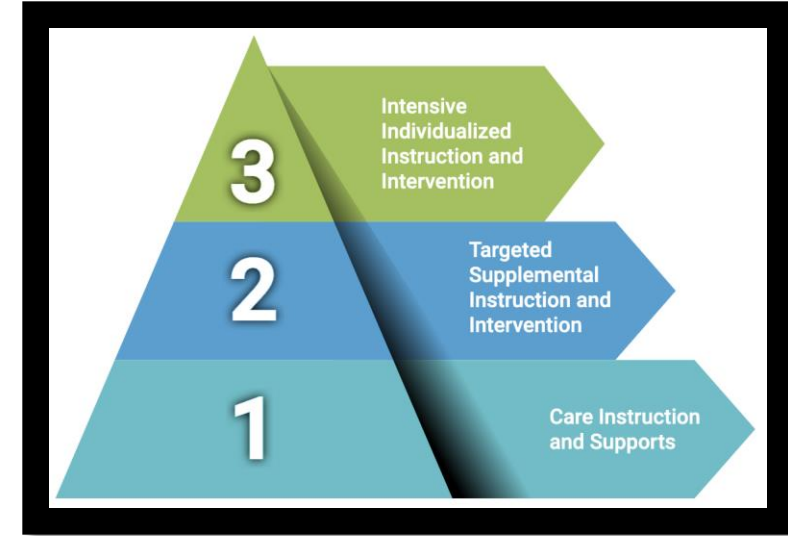 3
Intensive
Individualized
Instruction and
Intervention
2
Targeted
Supplemental
Instruction and
Intervention
1
Care Instruction
and Supports